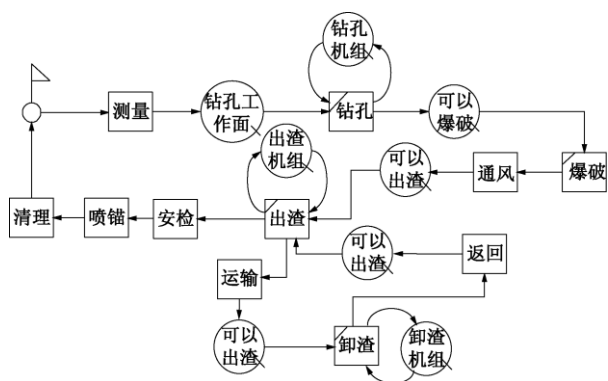 钻孔
机组
测量
钻孔工
作面
钻孔
可以
爆破
出渣
机组
可以
出渣
通风
爆破
清理
喷锚
安检
出渣
可以
出渣
返回
运输
可以
出渣
卸渣
卸渣
机组